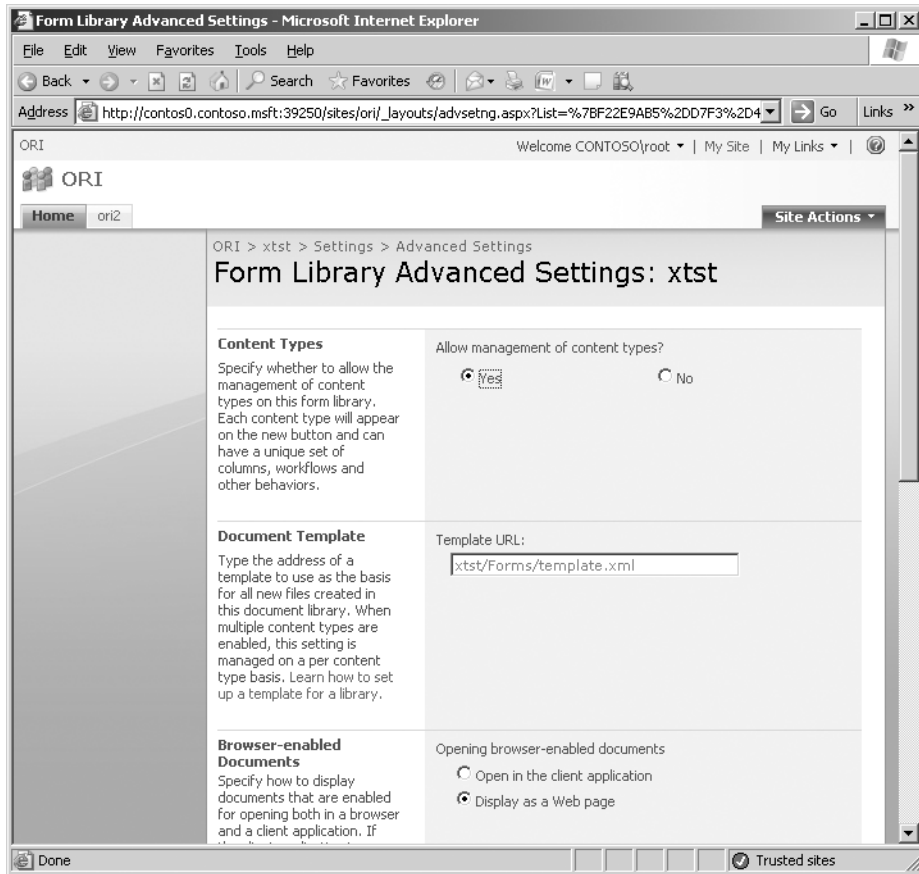 Form Library Advanced Settings - Microsoft Internet Explorer
File Edit View Favorites Tools Help
Back Search Favorites
Address http://contos0.contoso.msft:39250/sites/ori/_layouts/advsetng.aspx?List=%7BF22E9AB5%2DD7F3%2D4 Go Links »
ORI Welcome CONTOSO\root | My Site | My Links |
ORI
Home ori2 Site Actions
ORI > xtst > Settings > Advanced Settings
Form Library Advanced Settings: xtst
Content Types
Specify whether to allow the
management of content
types on this form library.
Each content type will appear
on the new button and can
have a unique set of
columns, workflows and
other behaviors.
Allow management of content types?
Yes No
Document Template
Type the address of a
template to use as the basis
for all new files created in
this document library. When
multiple content types are
enabled, this setting is
managed on a per content
type basis. Learn how to set
up a template for a library.
Template URL:
xtst/Forms/template.xml
Browser-enabled
Documents
Specify how to display
documents that are enabled
for opening both in a browser
and a client application. If
Opening browser-enabled documents
Open in the client application
Display as a Web page
Done Trusted sites